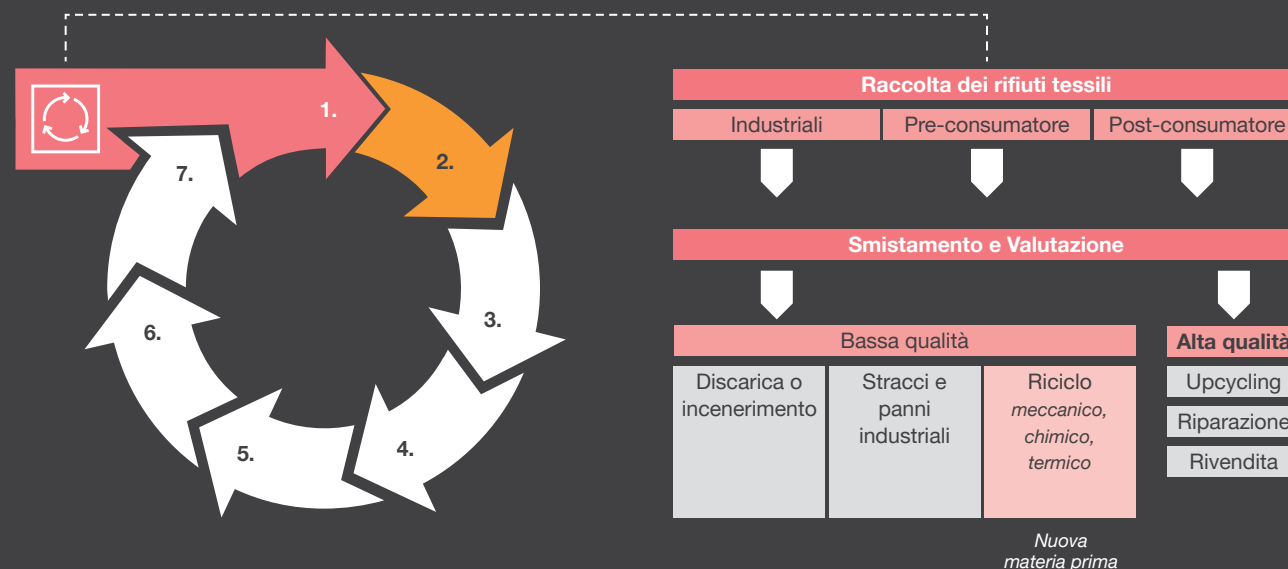 1.
2.
3.
4.
5.
6.
7.
Raccolta dei rifiuti tessili
Industriali
Pre-consumatore
Post-consumatore
Smistamento e Valutazione
Bassa qualità
Discarica o
incenerimento
Stracci e
panni
industriali
Riciclo
meccanico,
chimico,
termico
Nuova
materia prima
Alta qualità
Upcycling
Riparazione
Rivendita